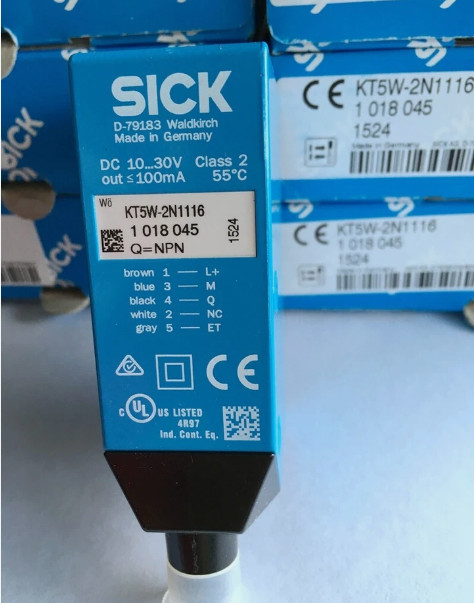 SICK
D-79183 Waldkirch
Made in Germany
DC 10...30V Class 2
out ≤ 100mA 55°C
Wö
KT5W-2N1116
1 018 045
Q=NPN
1524
brown 1 — L+
blue 3 — M
black 4 — Q
white 2 — NC
gray 5 — ET
CE
C UL US LISTED
4R97
Ind. Cont. Eq.
CE KT5W-2N1116
1 018 045
1524
Made in Germany
CE KT5W-2N1116
1 018 045
1524